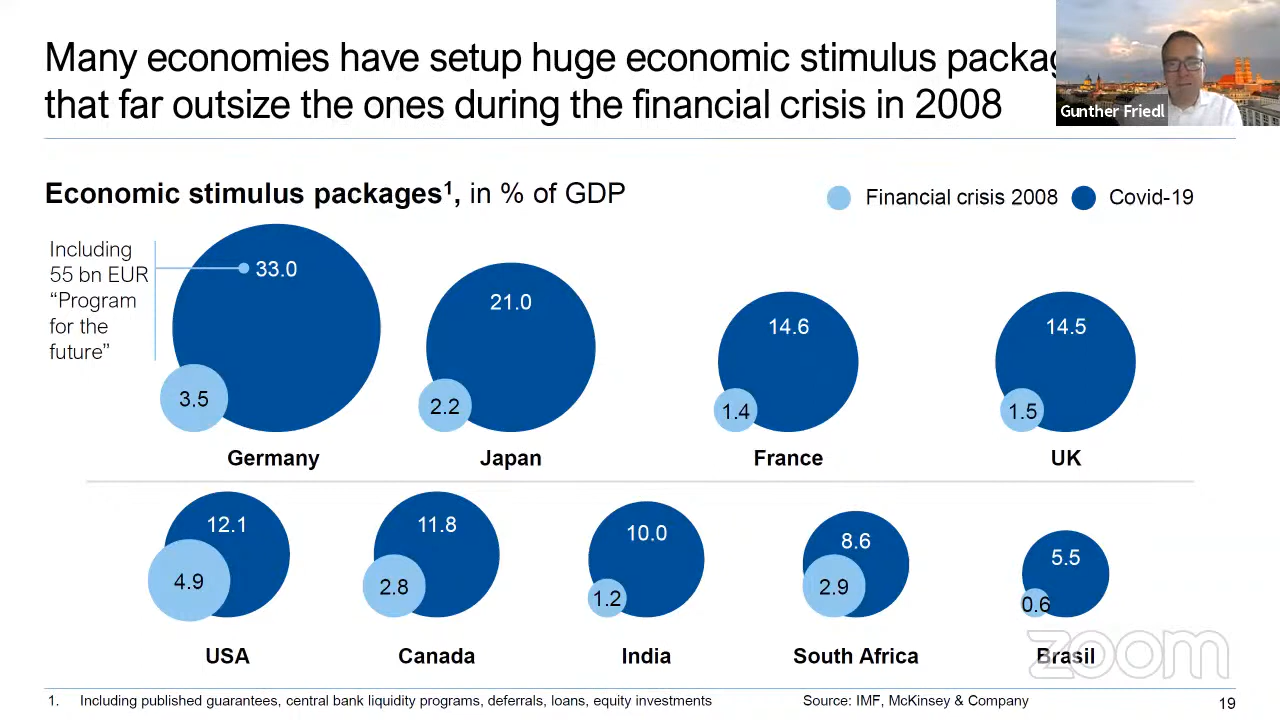 Many economies have setup huge economic stimulus
that far outsize the ones during the financial crisis in 2008
Gunther Friedl
Economic stimulus packages¹, in % of GDP
Financial crisis 2008
Covid-19
Including
55 bn EUR
“Program
for the
future”
33.0
3.5
Germany
21.0
2.2
Japan
14.6
1.4
France
14.5
1.5
UK
12.1
4.9
USA
11.8
2.8
Canada
10.0
1.2
India
8.6
2.9
South Africa
5.5
0.6
Brasil
zoom
1. Including published guarantees, central bank liquidity programs, deferrals, loans, equity investments
Source: IMF, McKinsey & Company
19